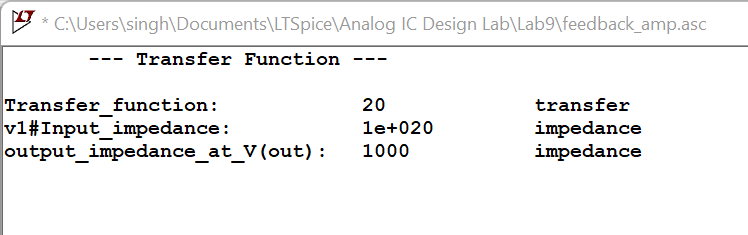 * C:\Users\singh\Documents\LTSpice\Analog IC Design Lab\Lab9\feedback_amp.asc
--- Transfer Function ---
Transfer_function: 20 transfer
v1#Input_impedance: 1e+020 impedance
output_impedance_at_V(out): 1000 impedance